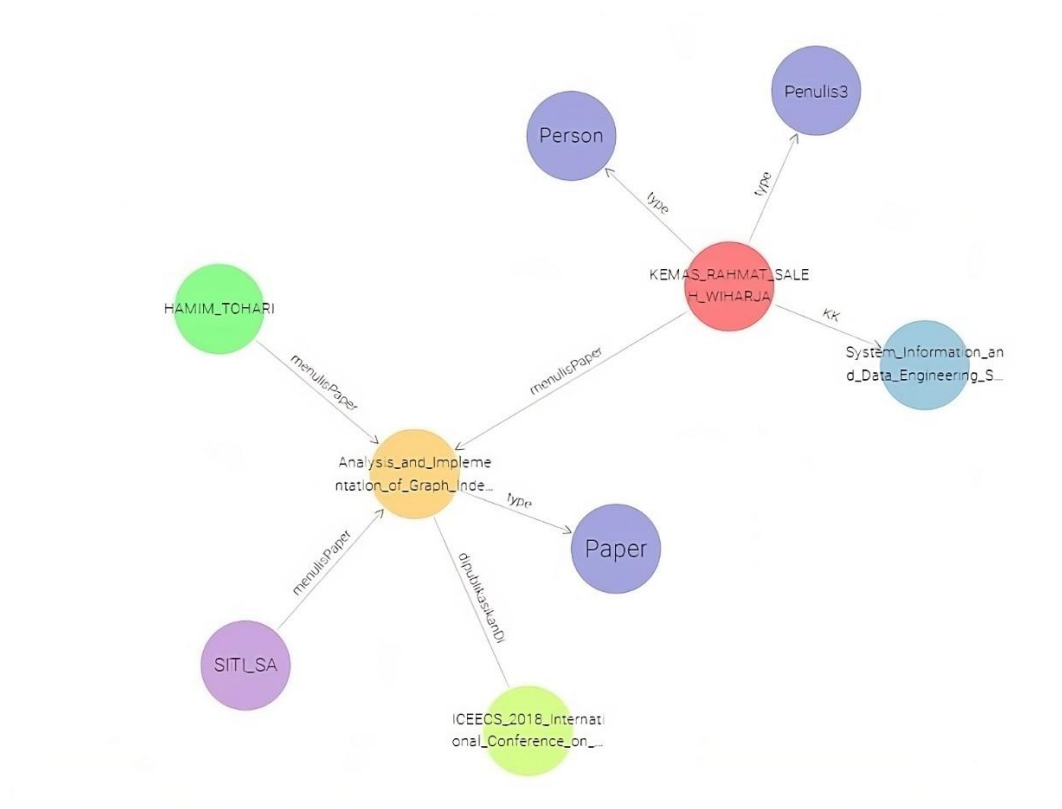 Penulis3
Person
type
type
KEMAS_RAHMAT_SALE
H_WIHARJA
HAMIM_TOHARI
KK
System_Information_an
d_Data_Engineering_S...
menulisPaper
menulisPaper
Analysis_and_Impleme
ntation_of_Graph_Inde...
type
Paper
menulisPaper
dipublikasikanDi
SITI_SA
ICEECS_2018_Internati
onal_Conference_on_...